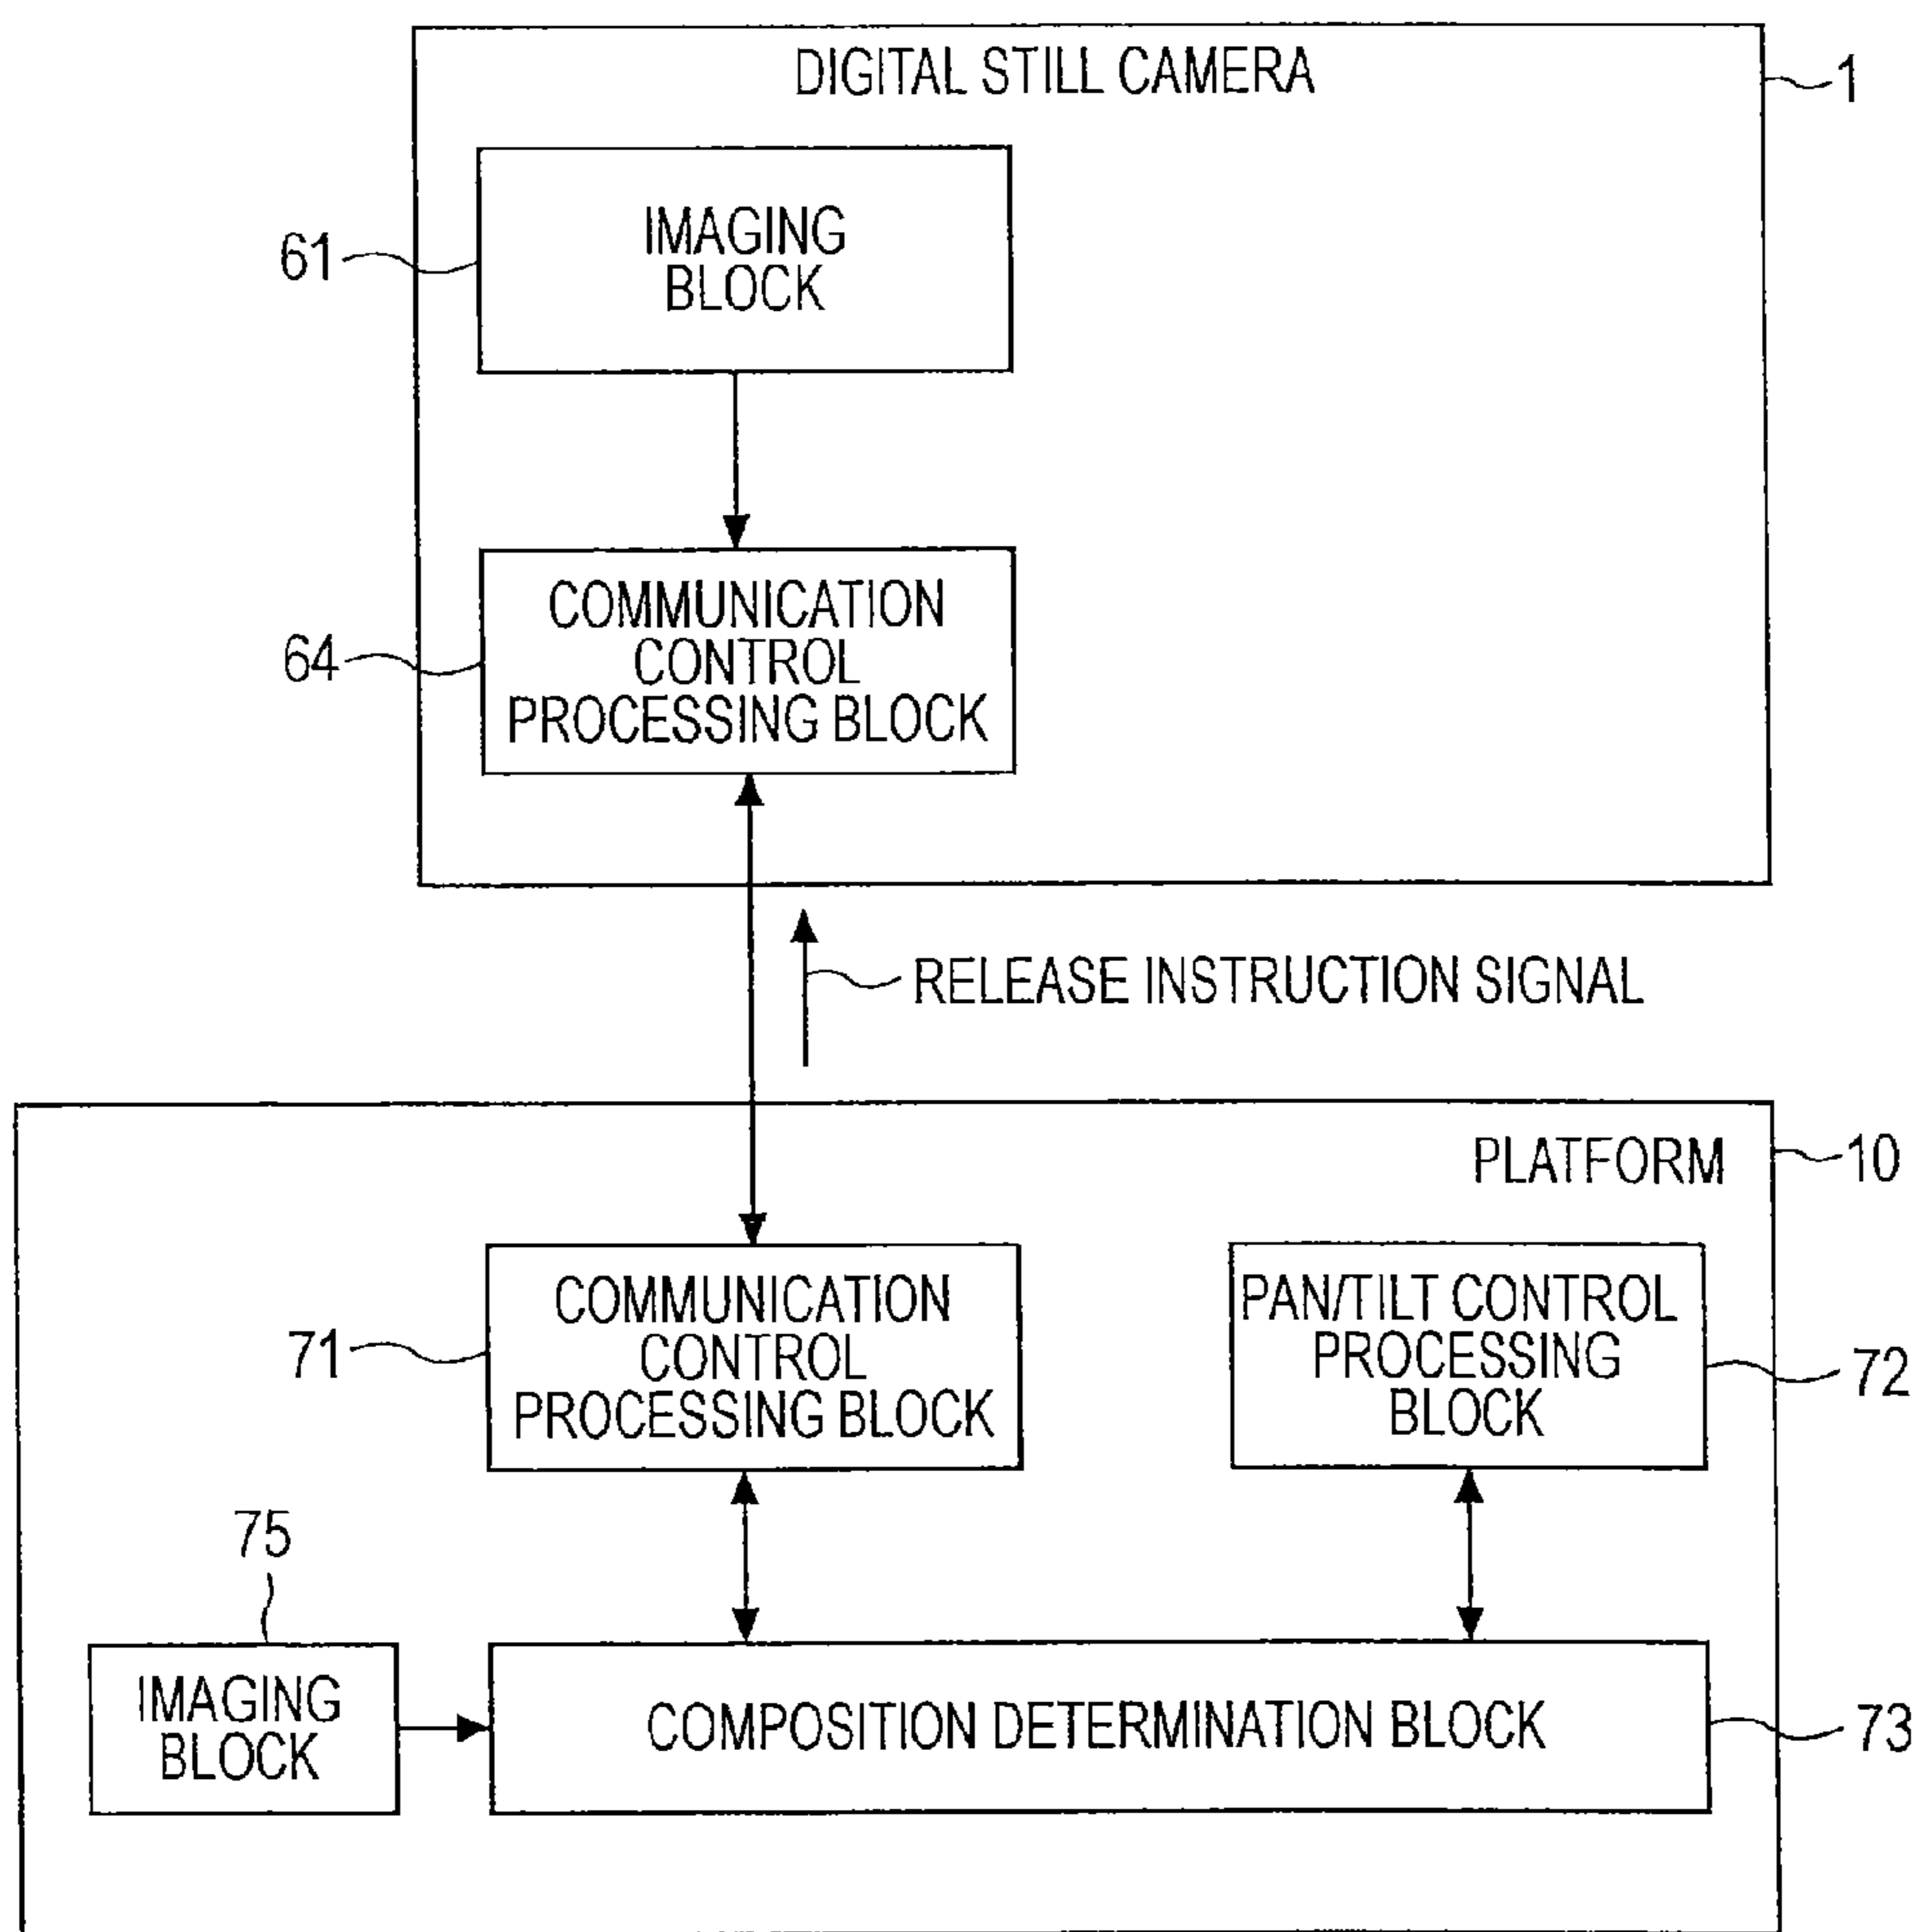 DIGITAL STILL CAMERA
1
IMAGING
BLOCK
61
COMMUNICATION
CONTROL
PROCESSING BLOCK
64
RELEASE INSTRUCTION SIGNAL
PLATFORM
10
COMMUNICATION
CONTROL
PROCESSING BLOCK
71
PAN/TILT CONTROL
PROCESSING
BLOCK
72
75
IMAGING
BLOCK
COMPOSITION DETERMINATION BLOCK
73